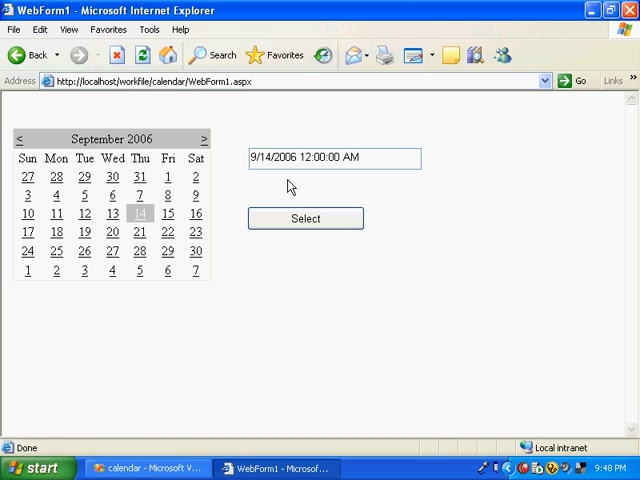 WebForm1 - Microsoft Internet Explorer
File Edit View Favorites Tools Help
Back Search Favorites
Address http://localhost/workfile/calendar/WebForm1.aspx Go Links »
< September 2006 >
Sun Mon Tue Wed Thu Fri Sat
27 28 29 30 31 1 2
3 4 5 6 7 8 9
10 11 12 13 14 15 16
17 18 19 20 21 22 23
24 25 26 27 28 29 30
1 2 3 4 5 6 7
9/14/2006 12:00:00 AM
Select
Done Local intranet
start calendar - Microsoft V... WebForm1 - Microsof... 9:48 PM